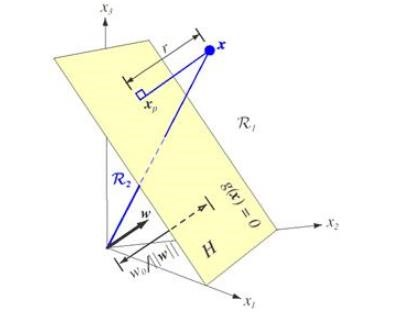 x₃
r
x
xₚ
R₁
R₂
g(x) = 0
w
x₂
H
w₀/||w||
x₁